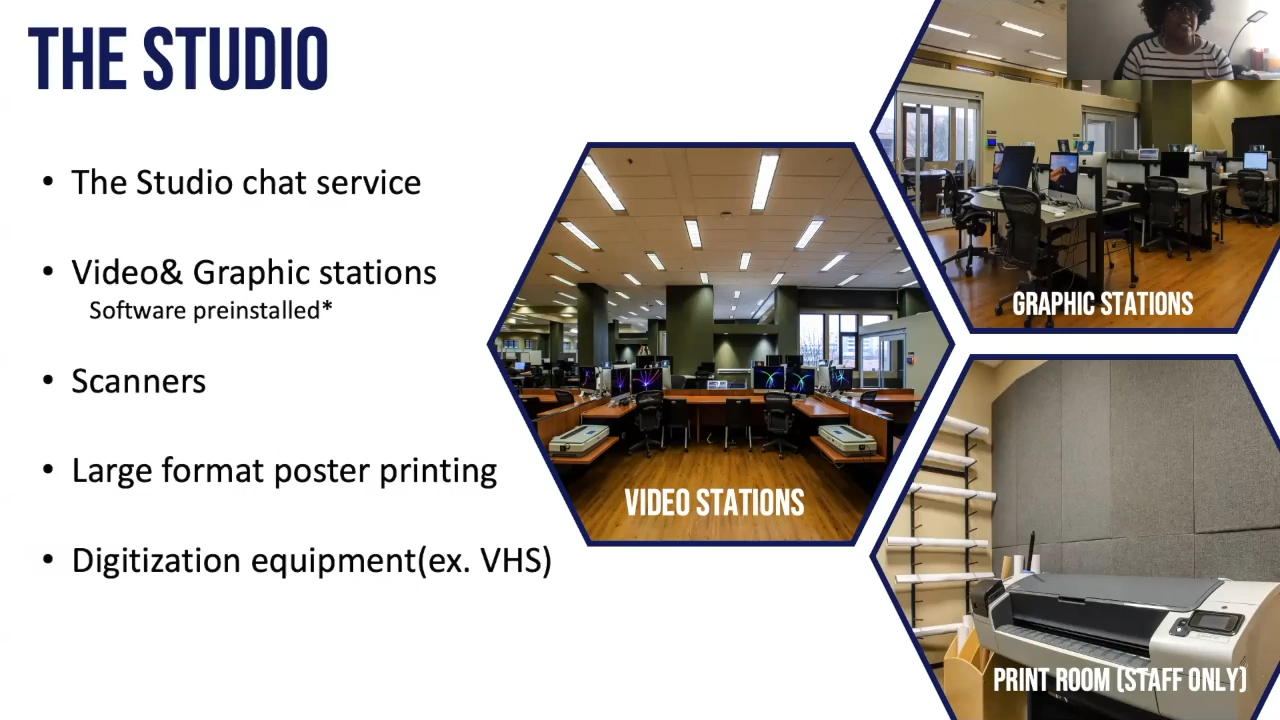 THE STUDIO
• The Studio chat service
• Video& Graphic stations
Software preinstalled*
• Scanners
• Large format poster printing
• Digitization equipment(ex. VHS)
GRAPHIC STATIONS
VIDEO STATIONS
PRINT ROOM (STAFF ONLY)